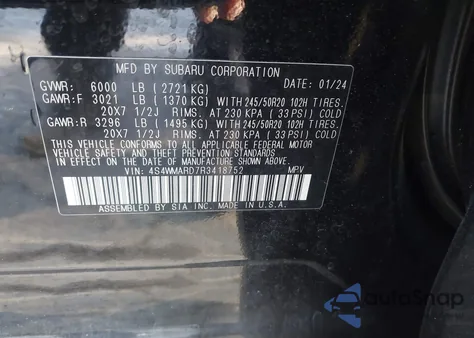 MFD BY SUBARU CORPORATION
GVWR: 6000 LB (2721 KG) DATE: 01/24
GAWR:F 3021 LB (1370 KG) WITH 245/50R20 102H TIRES.
20X7 1/2J RIMS. AT 230 KPA (33 PSI) COLD
GAWR:R 3296 LB (1495 KG) WITH 245/50R20 102H TIRES.
20X7 1/2J RIMS. AT 230 KPA (33 PSI) COLD
THIS VEHICLE CONFORMS TO ALL APPLICABLE FEDERAL MOTOR
VEHICLE SAFETY STANDARDS
IN EFFECT ON THE DATE OF MANUFACTURE SHOWN ABOVE.
VIN: 4S4WMARD7R3418752 MPV
ASSEMBLED BY SIA INC. MADE IN U.S.A.
autoSnap